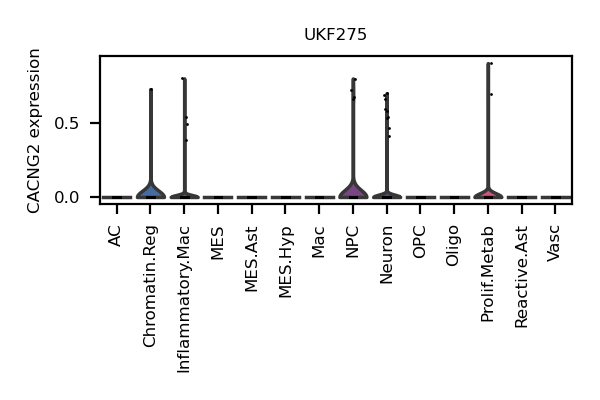 UKF275
CACNG2 expression
0.5
0.0
AC
Chromatin.Reg
Inflammatory.Mac
MES
MES.Ast
MES.Hyp
Mac
NPC
Neuron
OPC
Oligo
Prolif.Metab
Reactive.Ast
Vasc